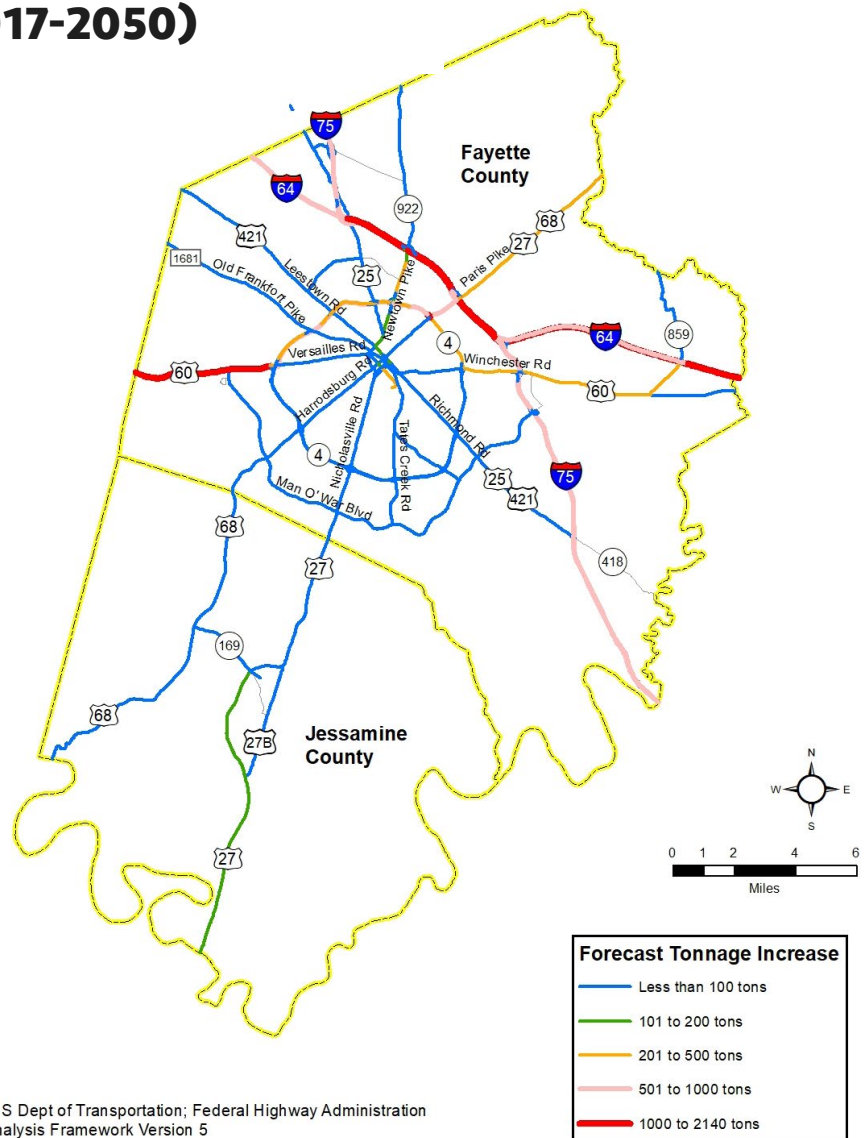 017-2050)
75
Fayette
County
64
922
68
421
27
1681
Old Frankfort Pike
Leestown Rd
25
Newtown Pike
Paris Pike
859
64
4
60
Versailles Rd
Winchester Rd
60
Harrodsburg Rd
Nicholasville Rd
Tates Creek Rd
Richmond Rd
4
Man O' War Blvd
25
421
75
68
27
418
169
68
27B
Jessamine
County
27
N
W
E
S
0 1 2 4 6
Miles
Forecast Tonnage Increase
Less than 100 tons
101 to 200 tons
201 to 500 tons
501 to 1000 tons
1000 to 2140 tons
S Dept of Transportation; Federal Highway Administration
nalysis Framework Version 5